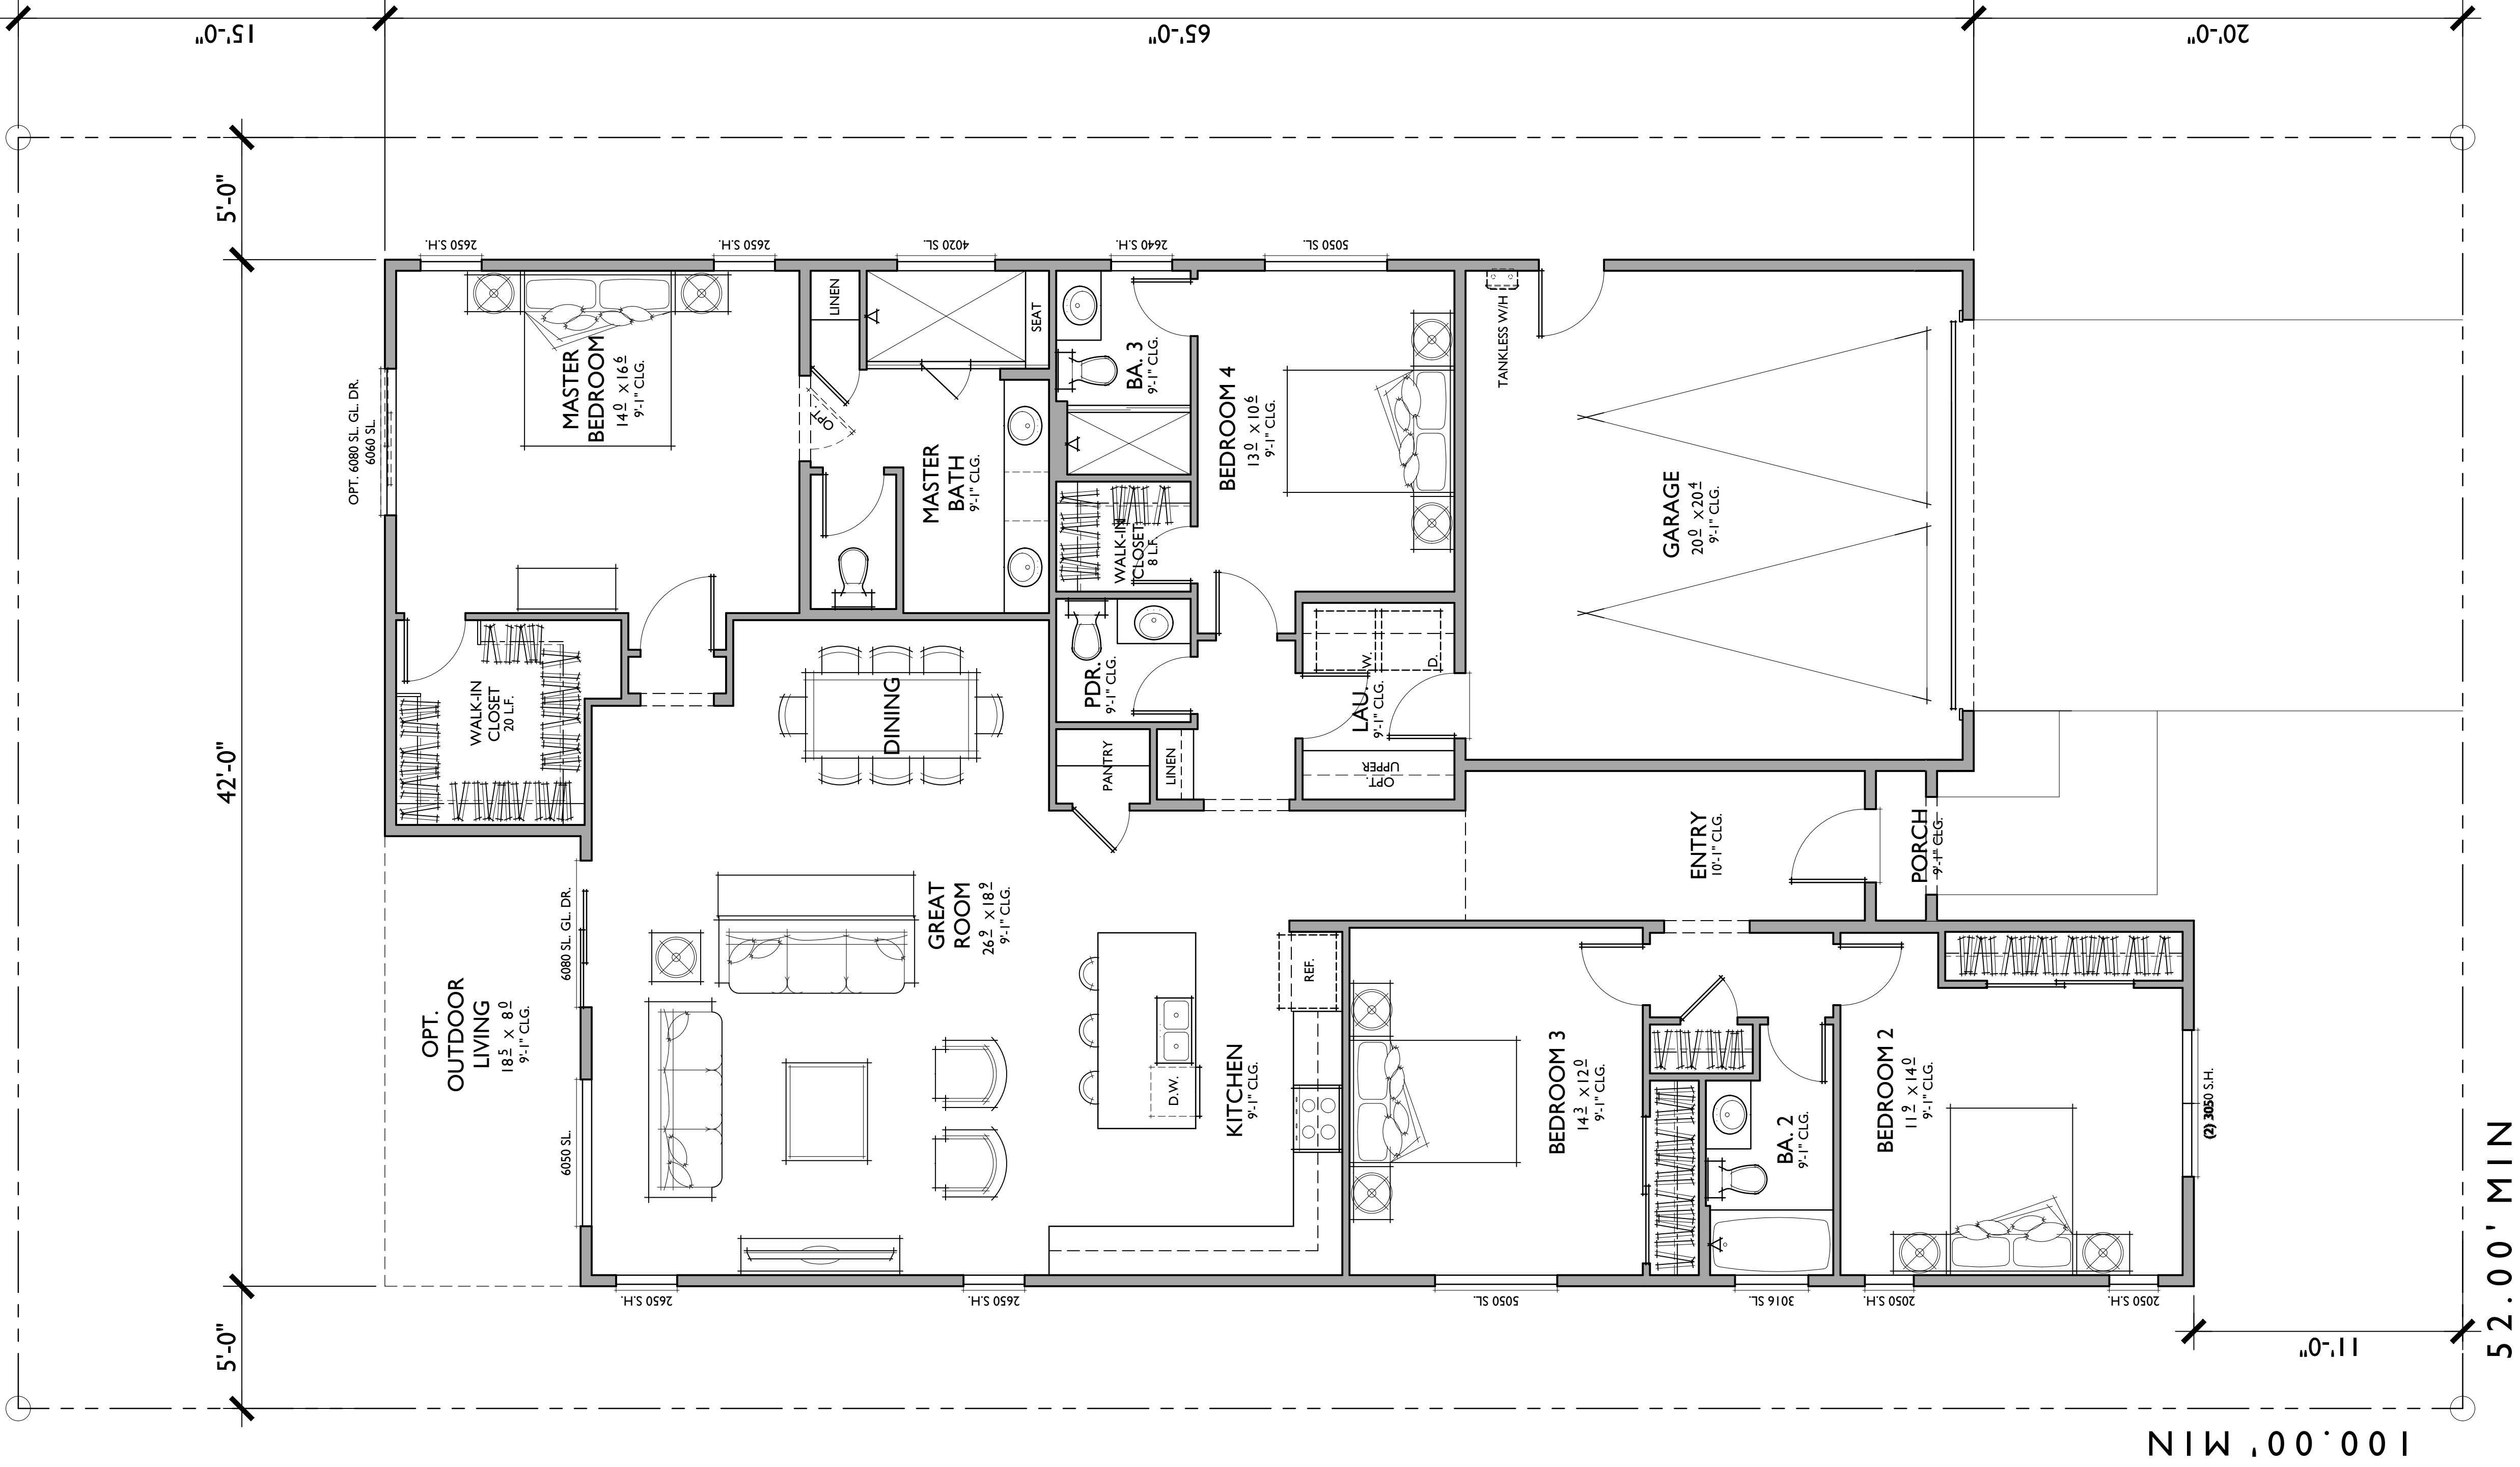 15'-0"
65'-0"
20'-0"
5'-0"
42'-0"
5'-0"
2650 S.H.
2650 S.H.
4020 SL.
2640 S.H.
5050 SL.
OPT. 6080 SL. GL. DR.
6060 SL.
MASTER
BEDROOM
14⁰ X 16⁶
9'-1" CLG.
LINEN
SEAT
OPT.
MASTER
BATH
9'-1" CLG.
BA. 3
9'-1" CLG.
WALK-IN
CLOSET
8 L.F.
BEDROOM 4
13⁰ X 10⁶
9'-1" CLG.
TANKLESS W/H
GARAGE
20⁰ X 20⁴
9'-1" CLG.
WALK-IN
CLOSET
20 L.F.
DINING
PDR.
9'-1" CLG.
W.
D.
LAU.
9'-1" CLG.
PANTRY
LINEN
OPT.
UPPER
ENTRY
10'-1" CLG.
PORCH
9'-1" CLG.
6080 SL. GL. DR.
GREAT
ROOM
26⁹ X 18⁹
9'-1" CLG.
OPT.
OUTDOOR
LIVING
18⁵ X 8⁰
9'-1" CLG.
6050 SL.
REF.
D.W.
KITCHEN
9'-1" CLG.
BEDROOM 3
14³ X 12⁰
9'-1" CLG.
BA. 2
9'-1" CLG.
BEDROOM 2
11⁹ X 14⁰
9'-1" CLG.
2650 S.H.
2650 S.H.
5050 SL.
3016 SL.
2050 S.H.
2050 S.H.
11'-0"
52.00' MIN
100.00' MIN